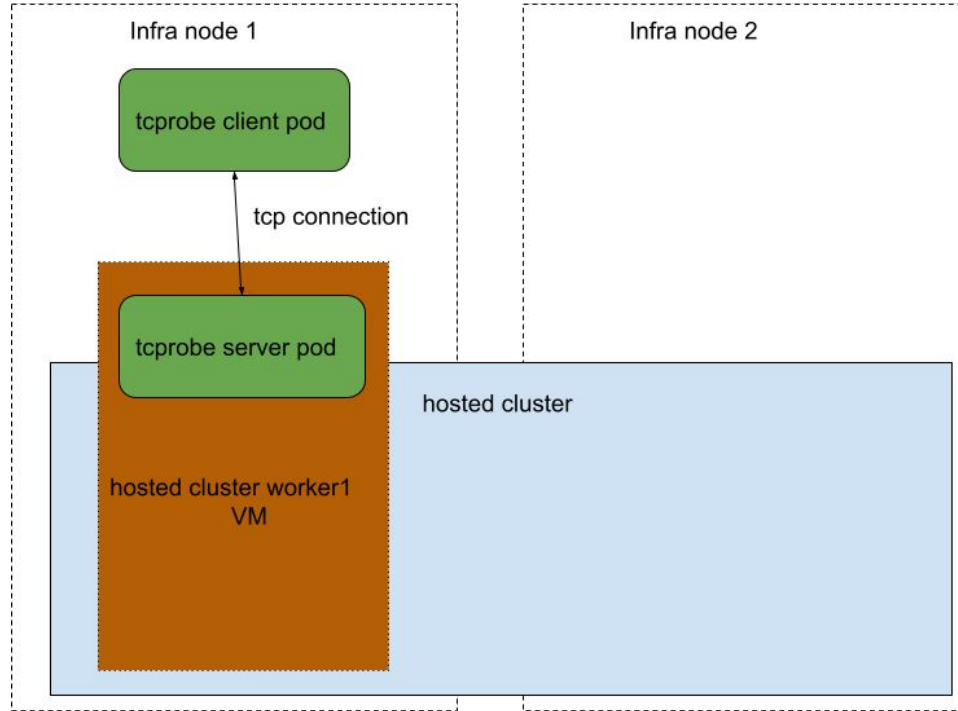 Infra node 1
Infra node 2
tcprobe client pod
tcp connection
tcprobe server pod
hosted cluster
hosted cluster worker1
VM